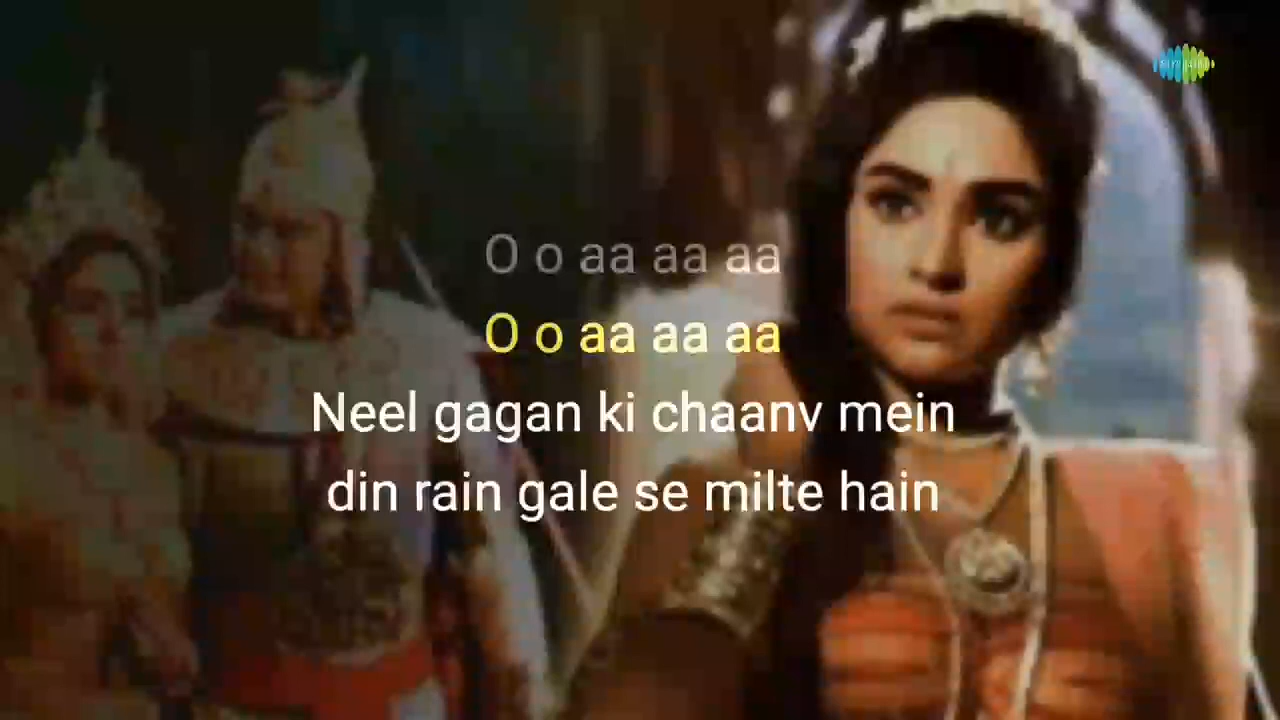 O o aa aa aa
O o aa aa aa
Neel gagan ki chaanv mein
din rain gale se milte hain